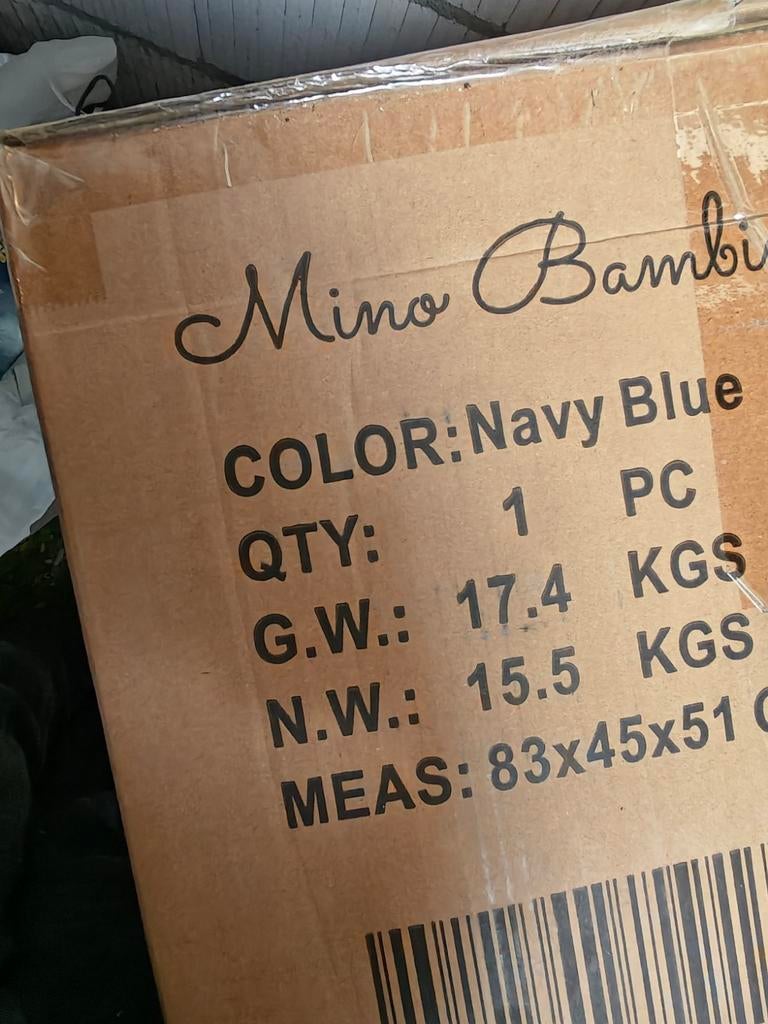 Mino Bambi
COLOR: Navy Blue
QTY: 1 PC
G.W.: 17.4 KGS
N.W.: 15.5 KGS
MEAS: 83x45x51 C